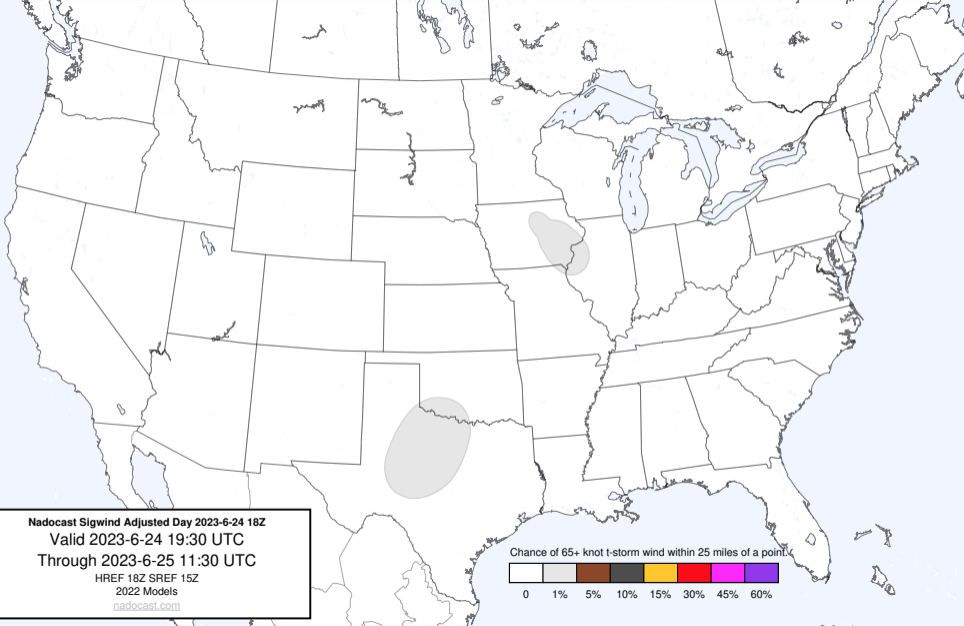 Nadocast Sigwind Adjusted Day 2023-6-24 18Z
Valid 2023-6-24 19:30 UTC
Through 2023-6-25 11:30 UTC
HREF 18Z SREF 15Z
2022 Models
nadocast.com
Chance of 65+ knot t-storm wind within 25 miles of a point.
0 1% 5% 10% 15% 30% 45% 60%